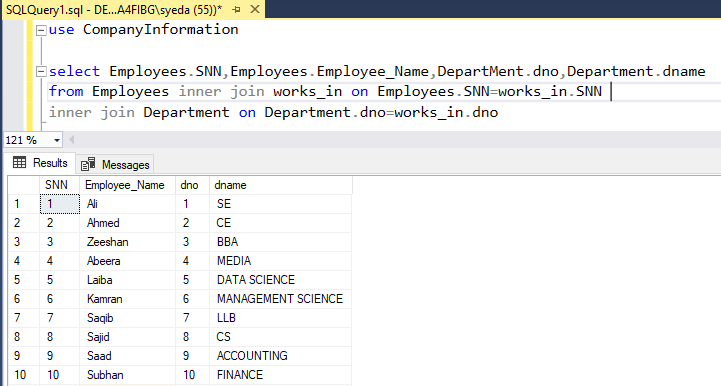 SQLQuery1.sql - DE...A4FIBG\syeda (55))*
use CompanyInformation
select Employees.SNN,Employees.Employee_Name,DepartMent.dno,Department.dname
from Employees inner join works_in on Employees.SNN=works_in.SNN
inner join Department on Department.dno=works_in.dno
121 %
Results Messages
SNN Employee_Name dno dname
1 1 Ali 1 SE
2 2 Ahmed 2 CE
3 3 Zeeshan 3 BBA
4 4 Abeera 4 MEDIA
5 5 Laiba 5 DATA SCIENCE
6 6 Kamran 6 MANAGEMENT SCIENCE
7 7 Saqib 7 LLB
8 8 Sajid 8 CS
9 9 Saad 9 ACCOUNTING
10 10 Subhan 10 FINANCE